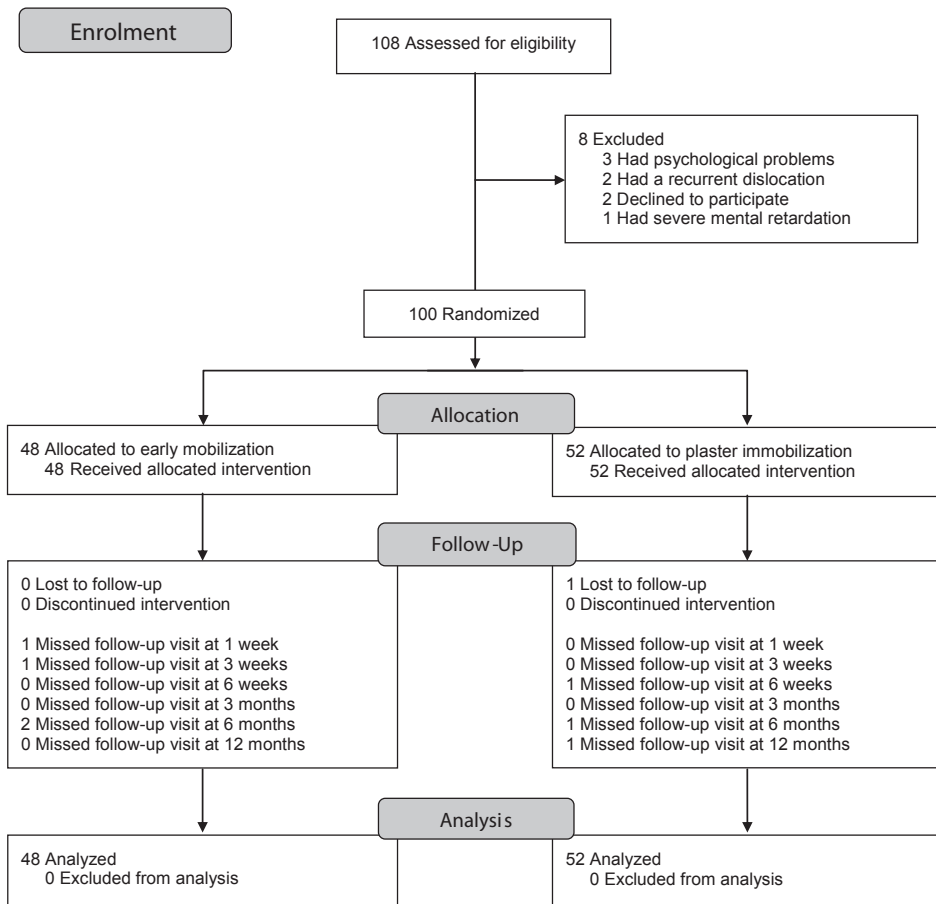 Enrolment
108 Assessed for eligibility
8 Excluded
3 Had psychological problems
2 Had a recurrent dislocation
2 Declined to participate
1 Had severe mental retardation
100 Randomized
Allocation
48 Allocated to early mobilization
48 Received allocated intervention
52 Allocated to plaster immobilization
52 Received allocated intervention
Follow-Up
0 Lost to follow-up
0 Discontinued intervention
1 Missed follow-up visit at 1 week
1 Missed follow-up visit at 3 weeks
0 Missed follow-up visit at 6 weeks
0 Missed follow-up visit at 3 months
2 Missed follow-up visit at 6 months
0 Missed follow-up visit at 12 months
1 Lost to follow-up
0 Discontinued intervention
0 Missed follow-up visit at 1 week
0 Missed follow-up visit at 3 weeks
1 Missed follow-up visit at 6 weeks
0 Missed follow-up visit at 3 months
1 Missed follow-up visit at 6 months
1 Missed follow-up visit at 12 months
Analysis
48 Analyzed
0 Excluded from analysis
52 Analyzed
0 Excluded from analysis